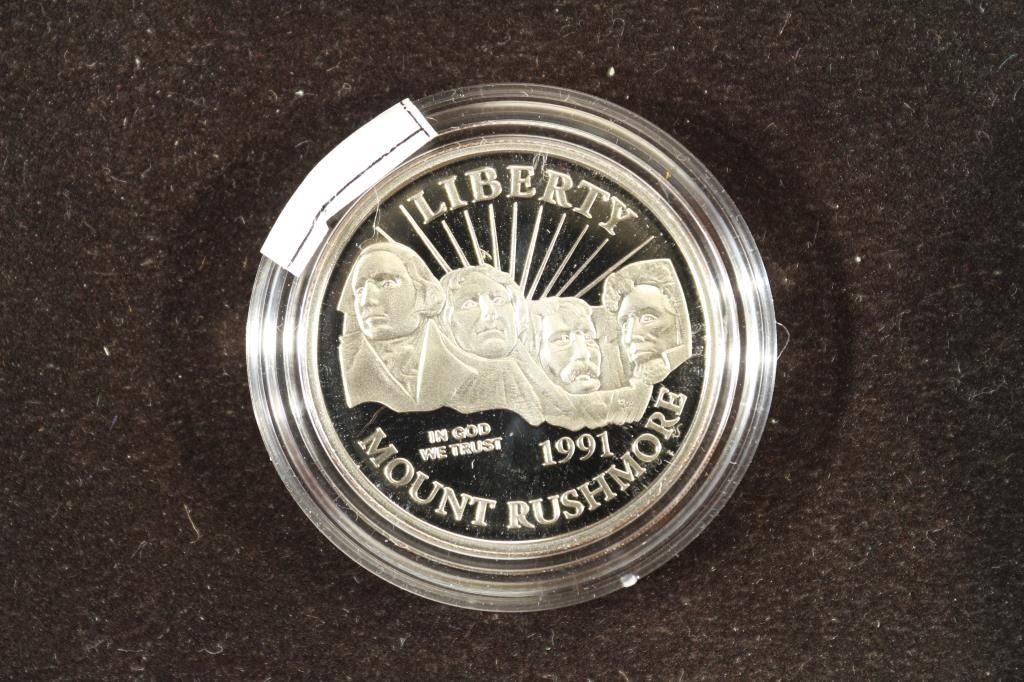 LIBERTY
IN GOD
WE TRUST
1991
MOUNT RUSHMORE